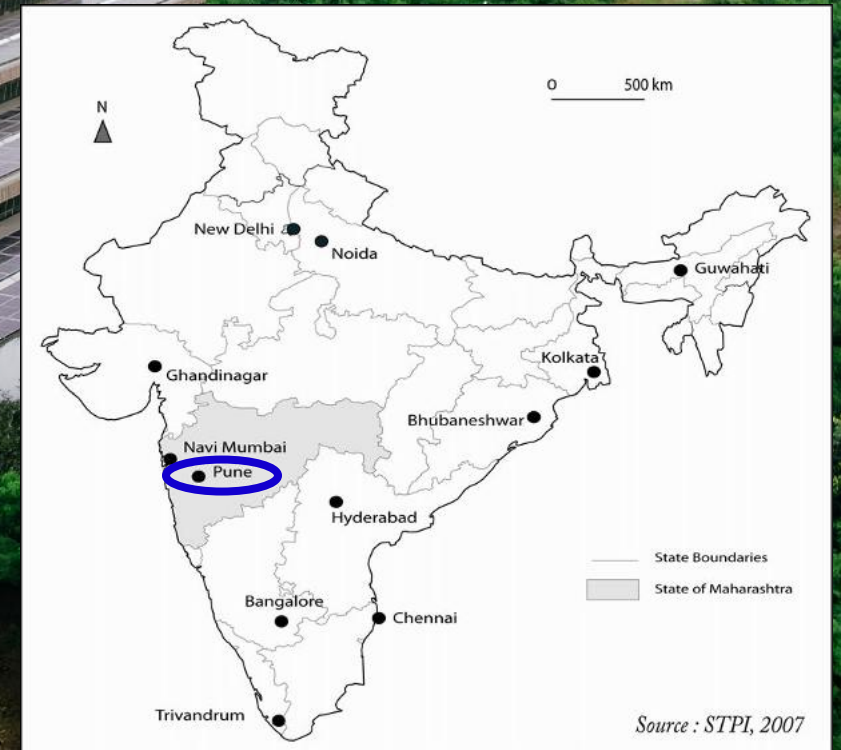 N
O 500 km
New Delhi
Noida
Guwahati
Ghandinagar
Kolkata
Bhubaneshwar
Navi Mumbai
Pune
Hyderabad
State Boundaries
State of Maharashtra
Bangalore
Chennai
Trivandrum
Source : STPI, 2007